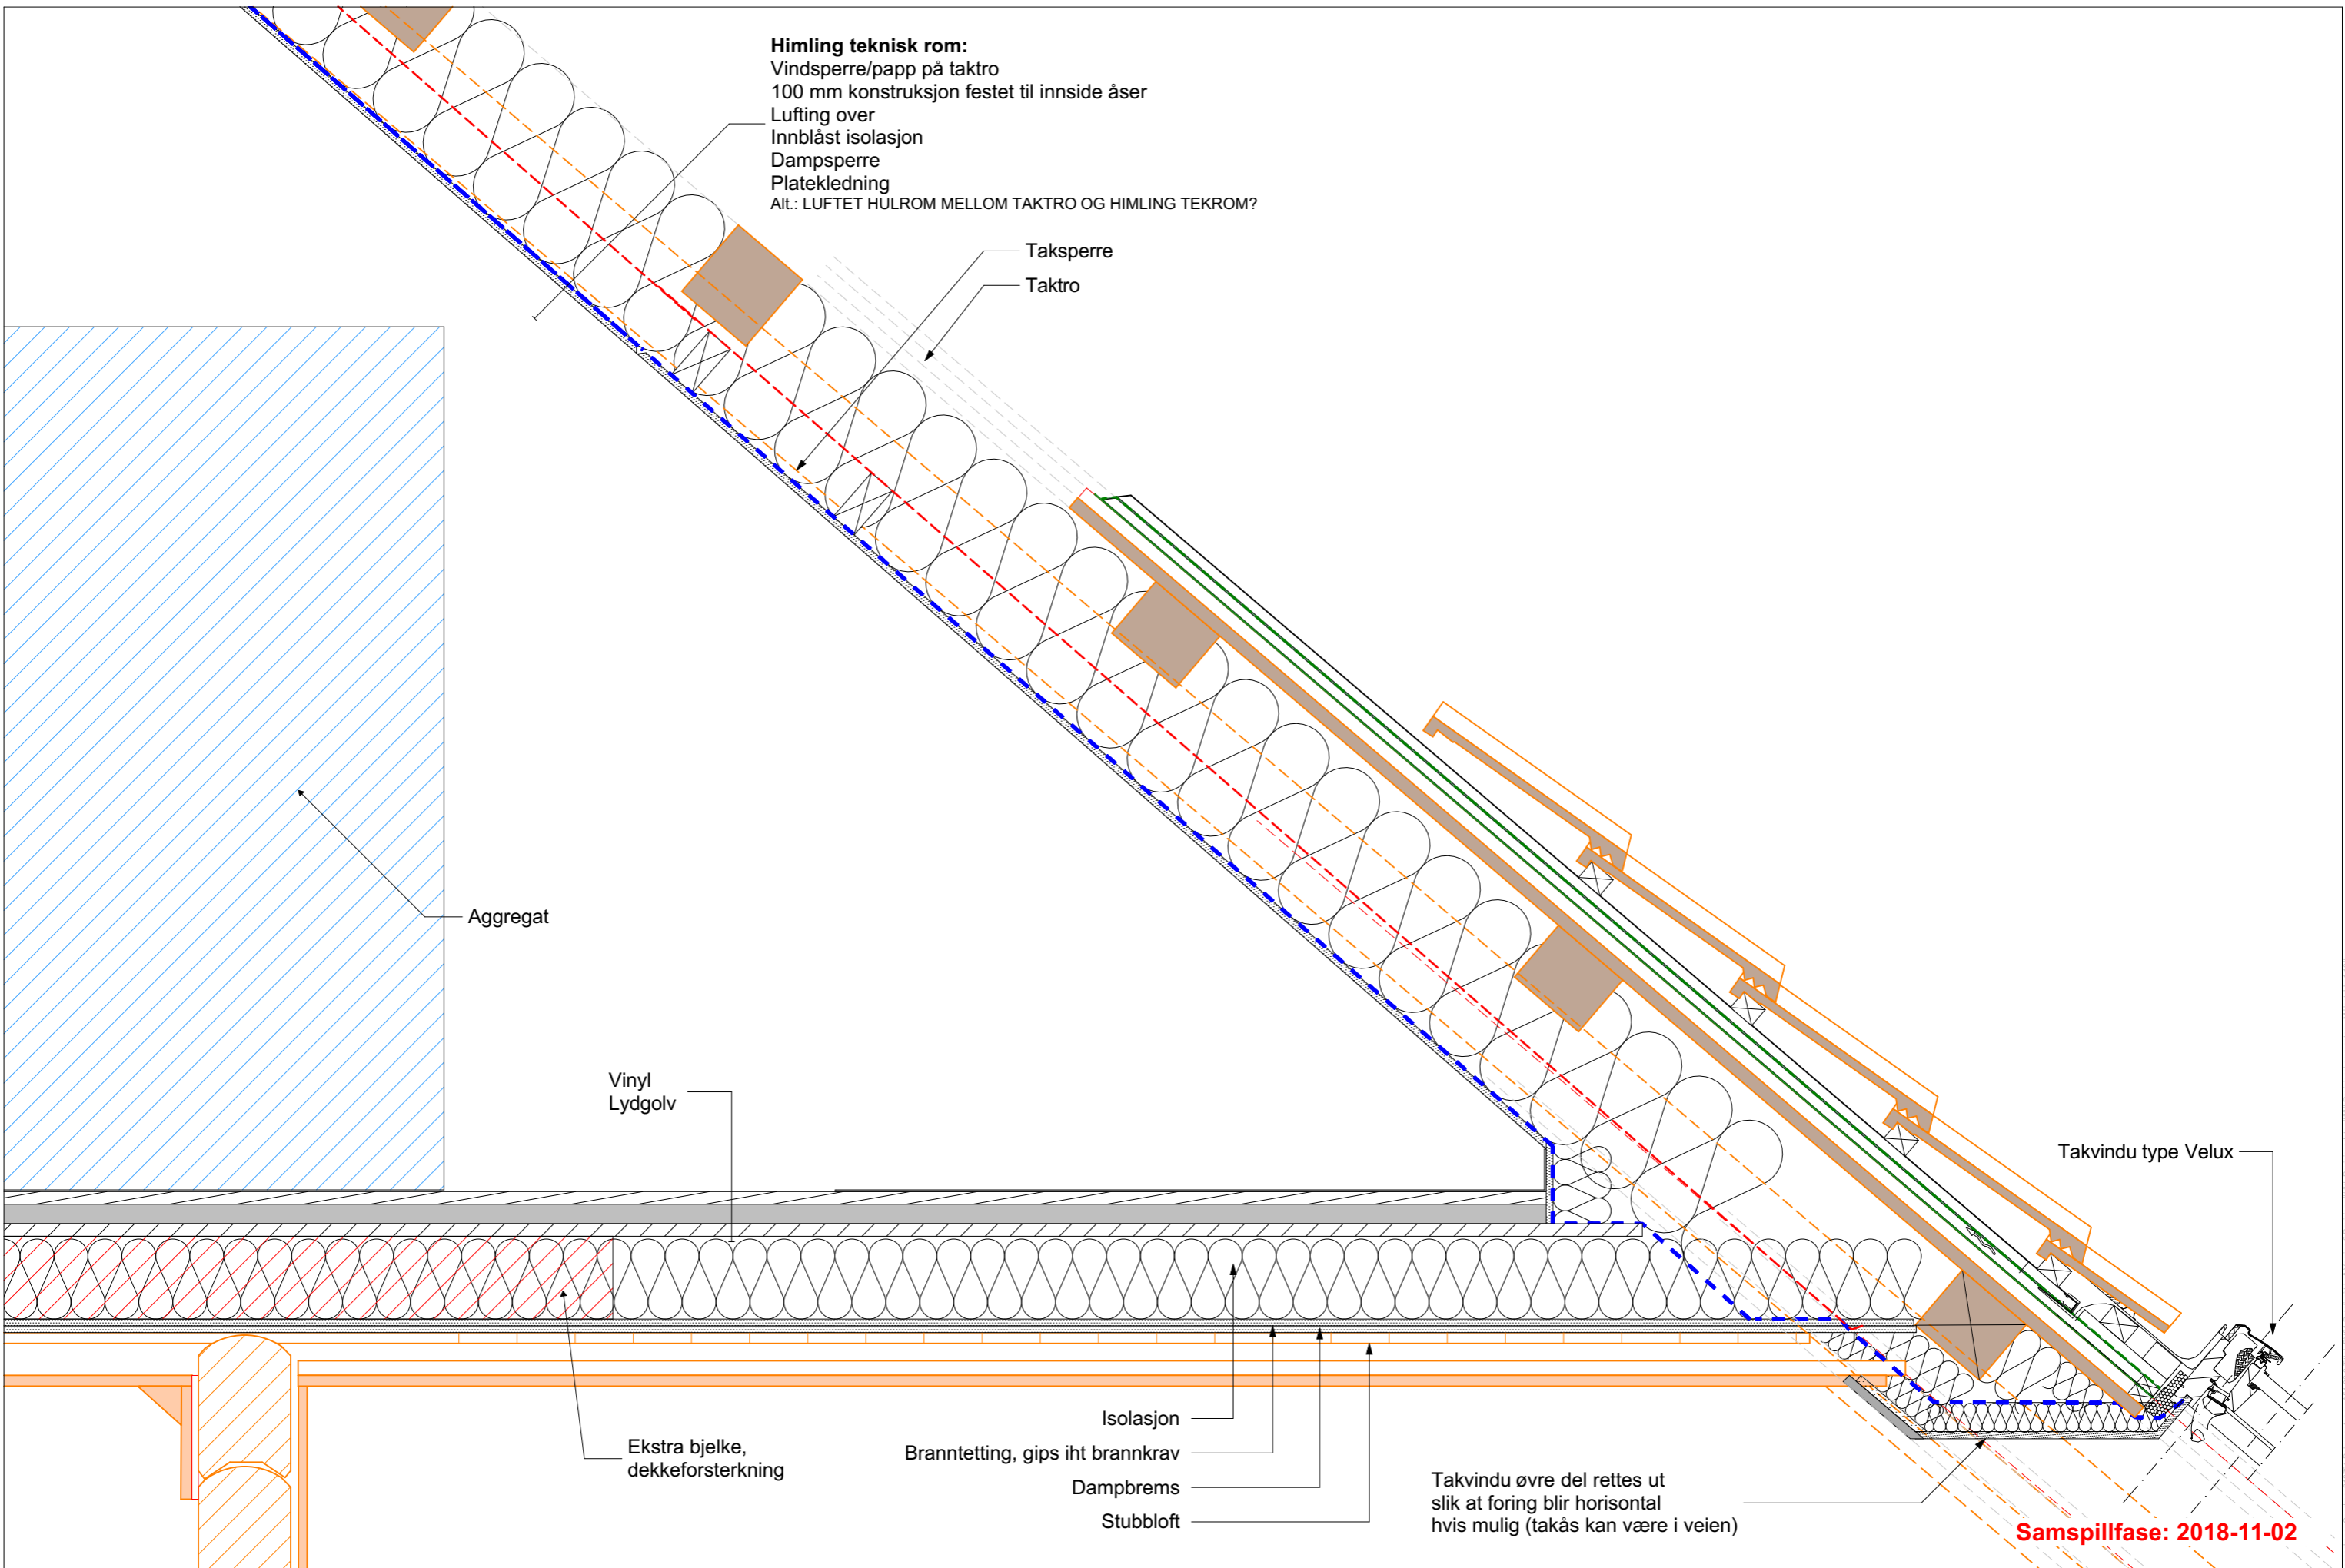 Himling teknisk rom:
Vindsperre/papp på taktro
100 mm konstruksjon festet til innside åser
Lufting over
Innblåst isolasjon
Dampsperre
Platekledning
Alt.: LUFTET HULROM MELLOM TAKTRO OG HIMLING TEKROM?
Taksperre
Taktro
Aggregat
Vinyl
Lydgolv
Takvindu type Velux
Ekstra bjelke,
dekkeforsterkning
Isolasjon
Branntetting, gips iht brannkrav
Dampbrems
Stubbloft
Takvindu øvre del rettes ut
slik at foring blir horisontal
hvis mulig (takås kan være i veien)
Samspillfase: 2018-11-02